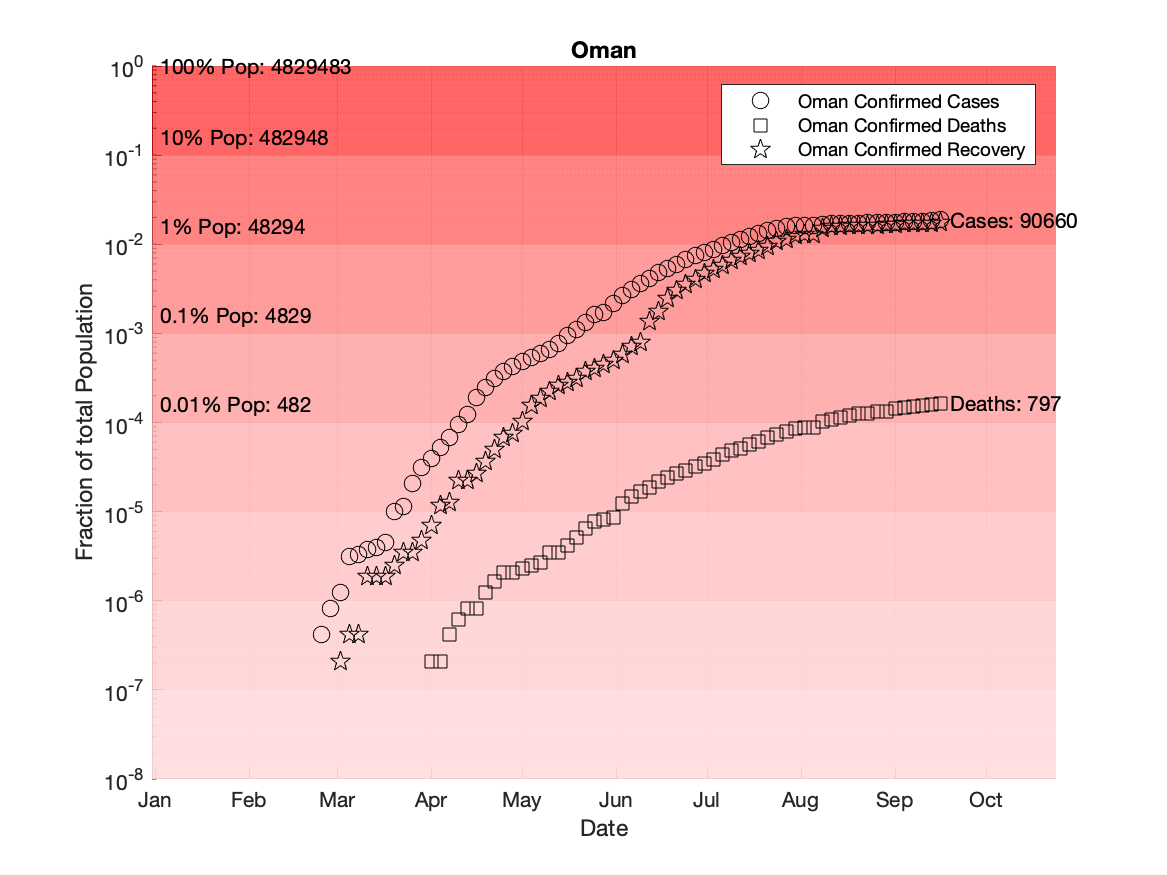 Oman
10^0
100% Pop: 4829483
Oman Confirmed Cases
Oman Confirmed Deaths
Oman Confirmed Recovery
10% Pop: 482948
10^-1
1% Pop: 48294
Cases: 90660
10^-2
0.1% Pop: 4829
10^-3
0.01% Pop: 482
Deaths: 797
10^-4
10^-5
10^-6
10^-7
10^-8
Fraction of total Population
Jan Feb Mar Apr May Jun Jul Aug Sep Oct
Date